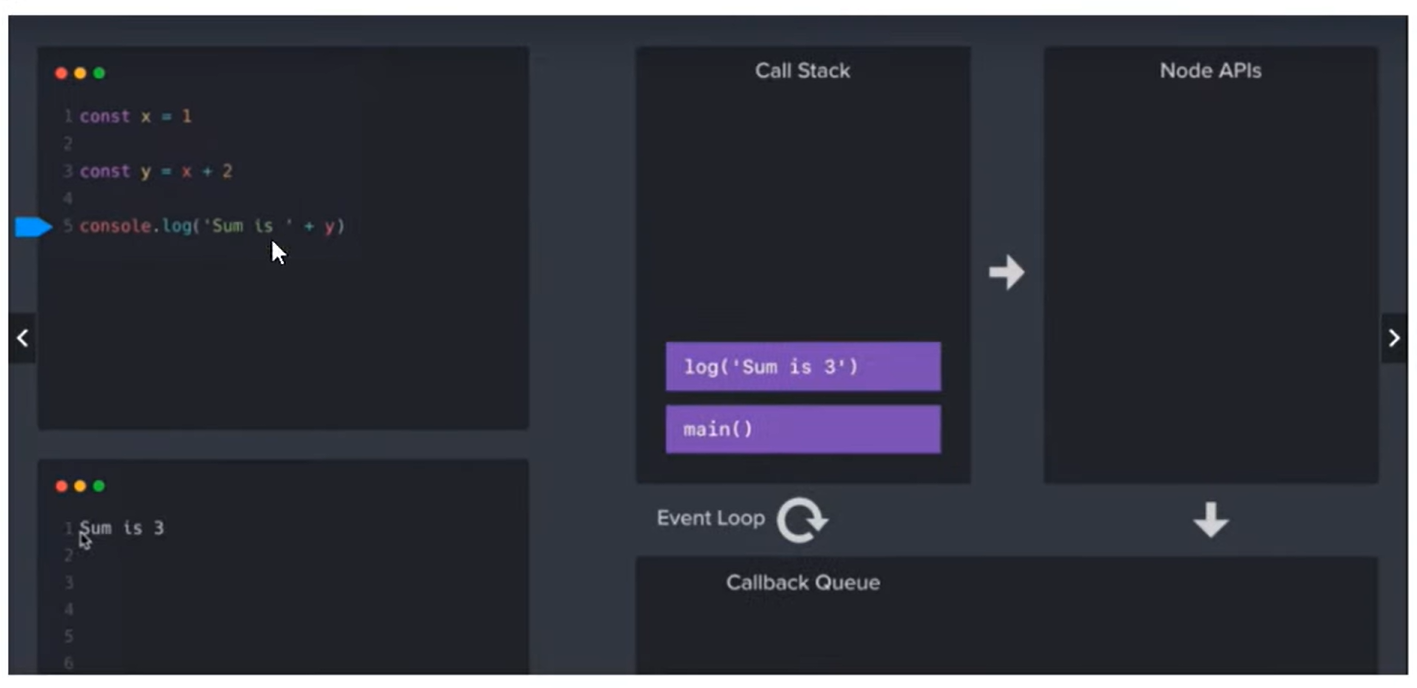 1 const x = 1
2
3 const y = x + 2
4
5 console.log('Sum is ' + y)
1 Sum is 3
2
3
4
5
6
Call Stack
log('Sum is 3')
main()
Node APIs
Event Loop
Callback Queue